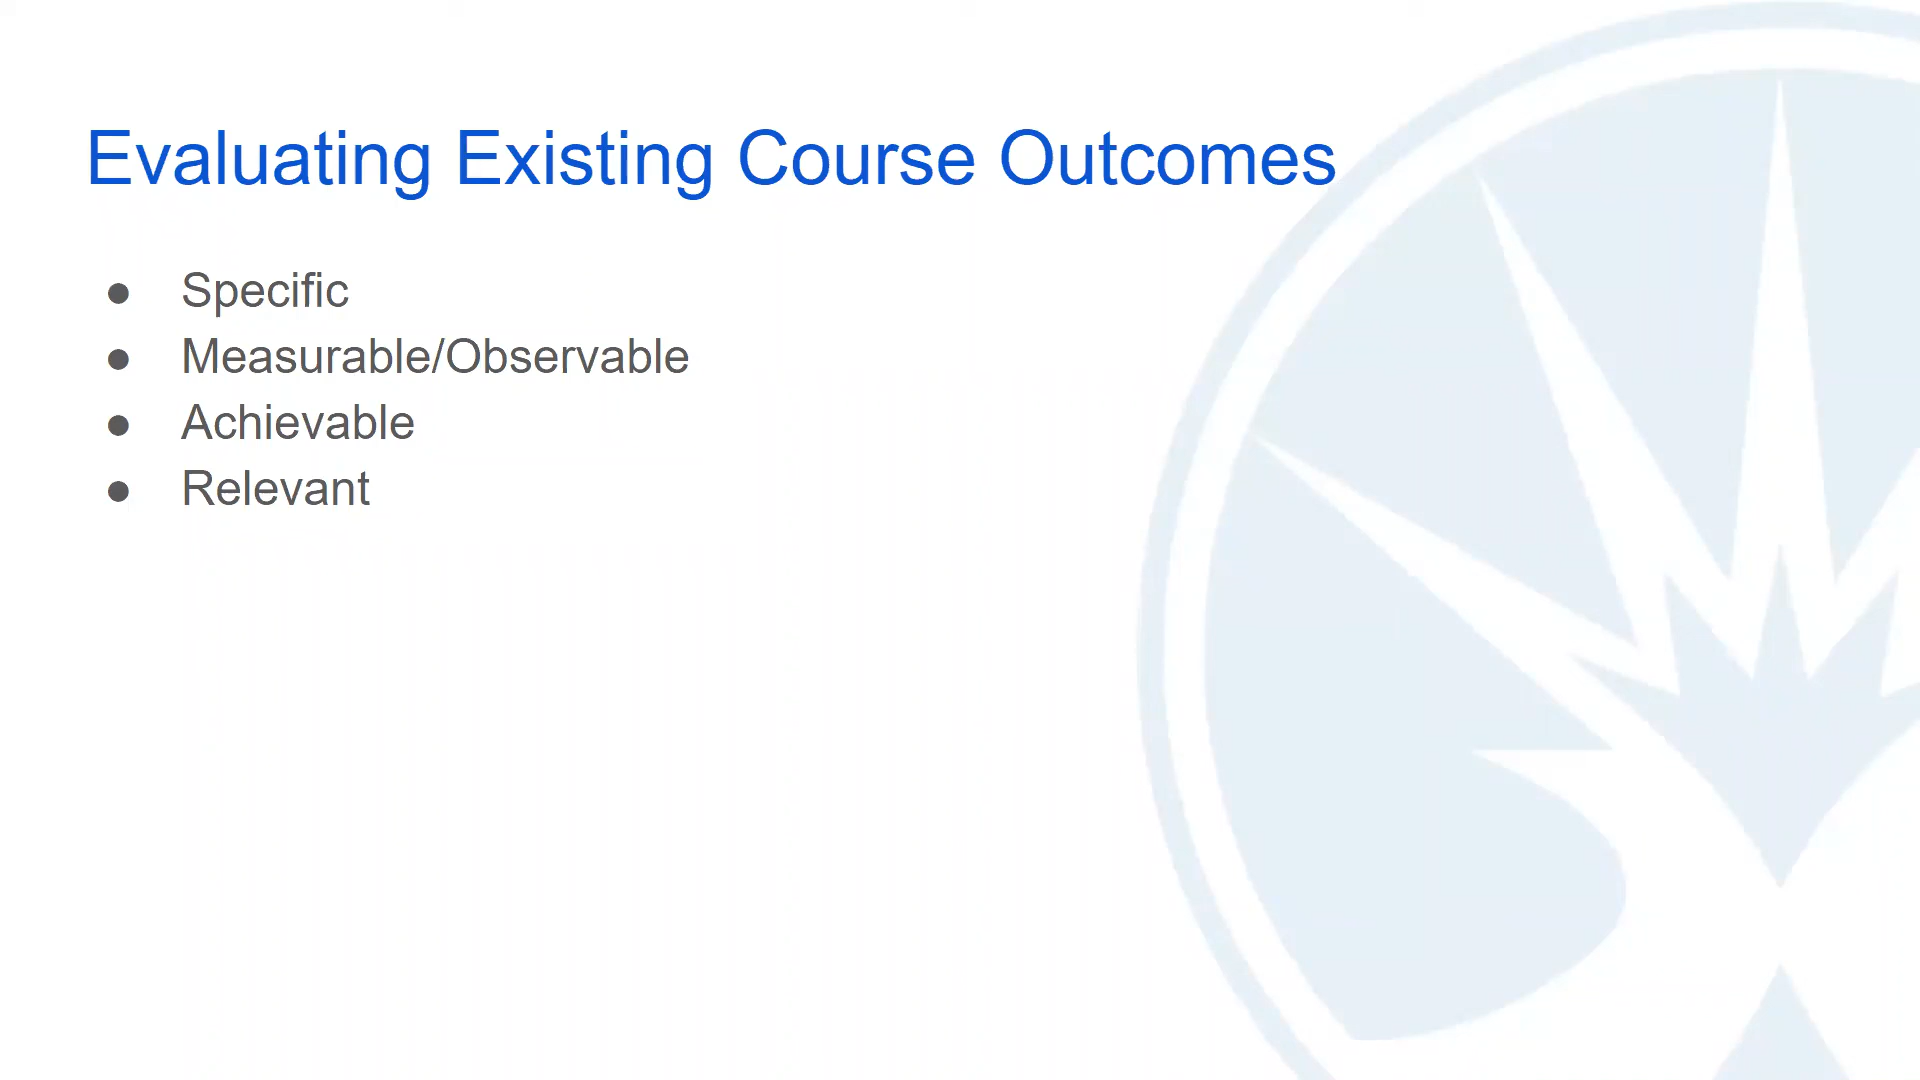 Evaluating Existing Course Outcomes
● Specific
● Measurable/Observable
● Achievable
● Relevant